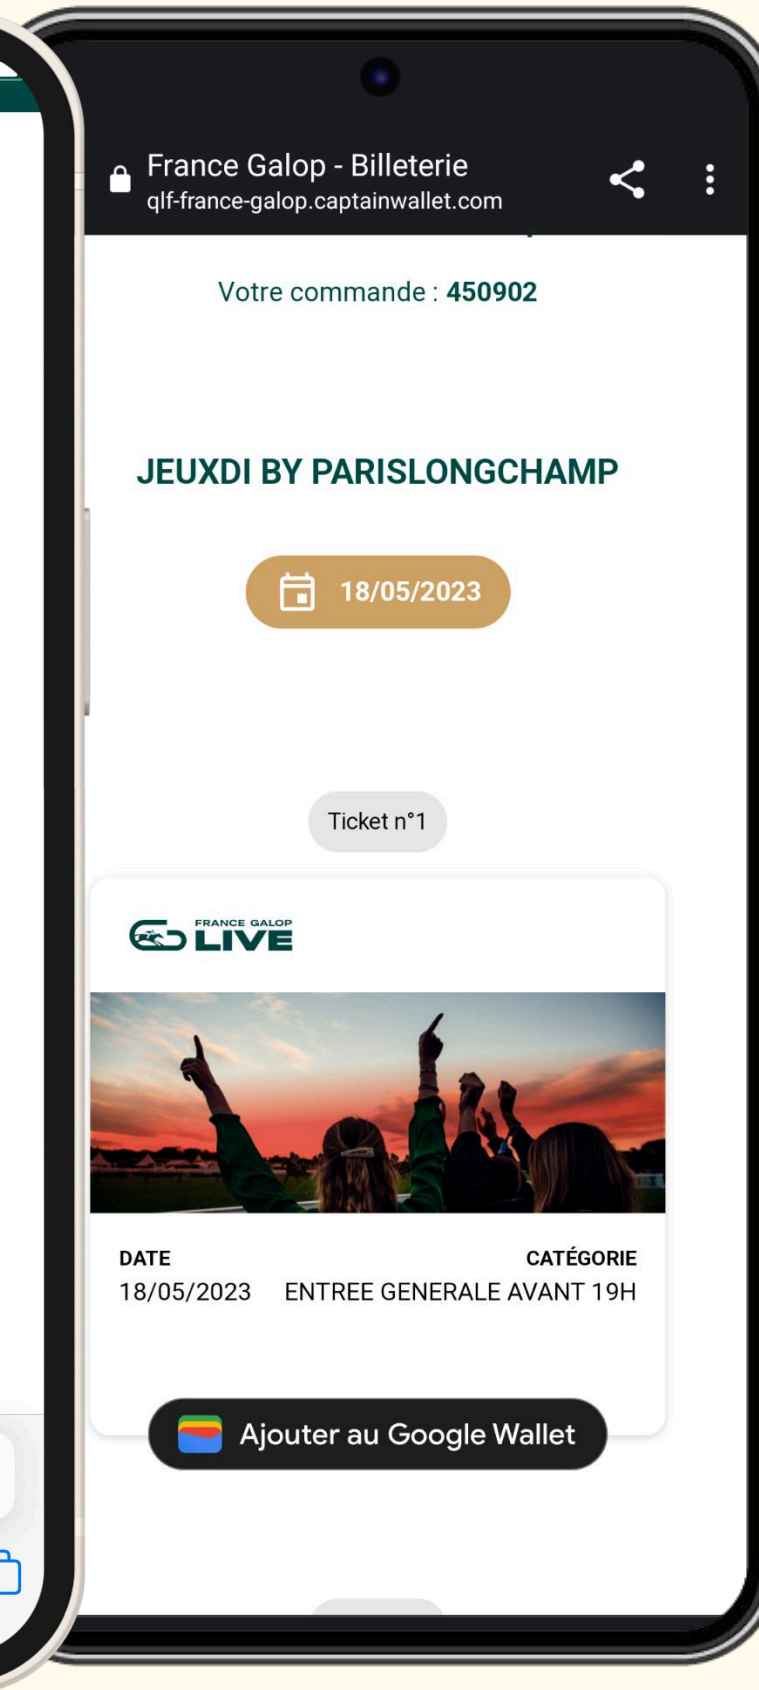 France Galop - Billeterie
qlf-france-galop.captainwallet.com
Votre commande : 450902
JEUXDI BY PARISLONGCHAMP
18/05/2023
Ticket n°1
FRANCE GALOP
LIVE
DATE
CATÉGORIE
18/05/2023
ENTREE GENERALE AVANT 19H
Ajouter au Google Wallet